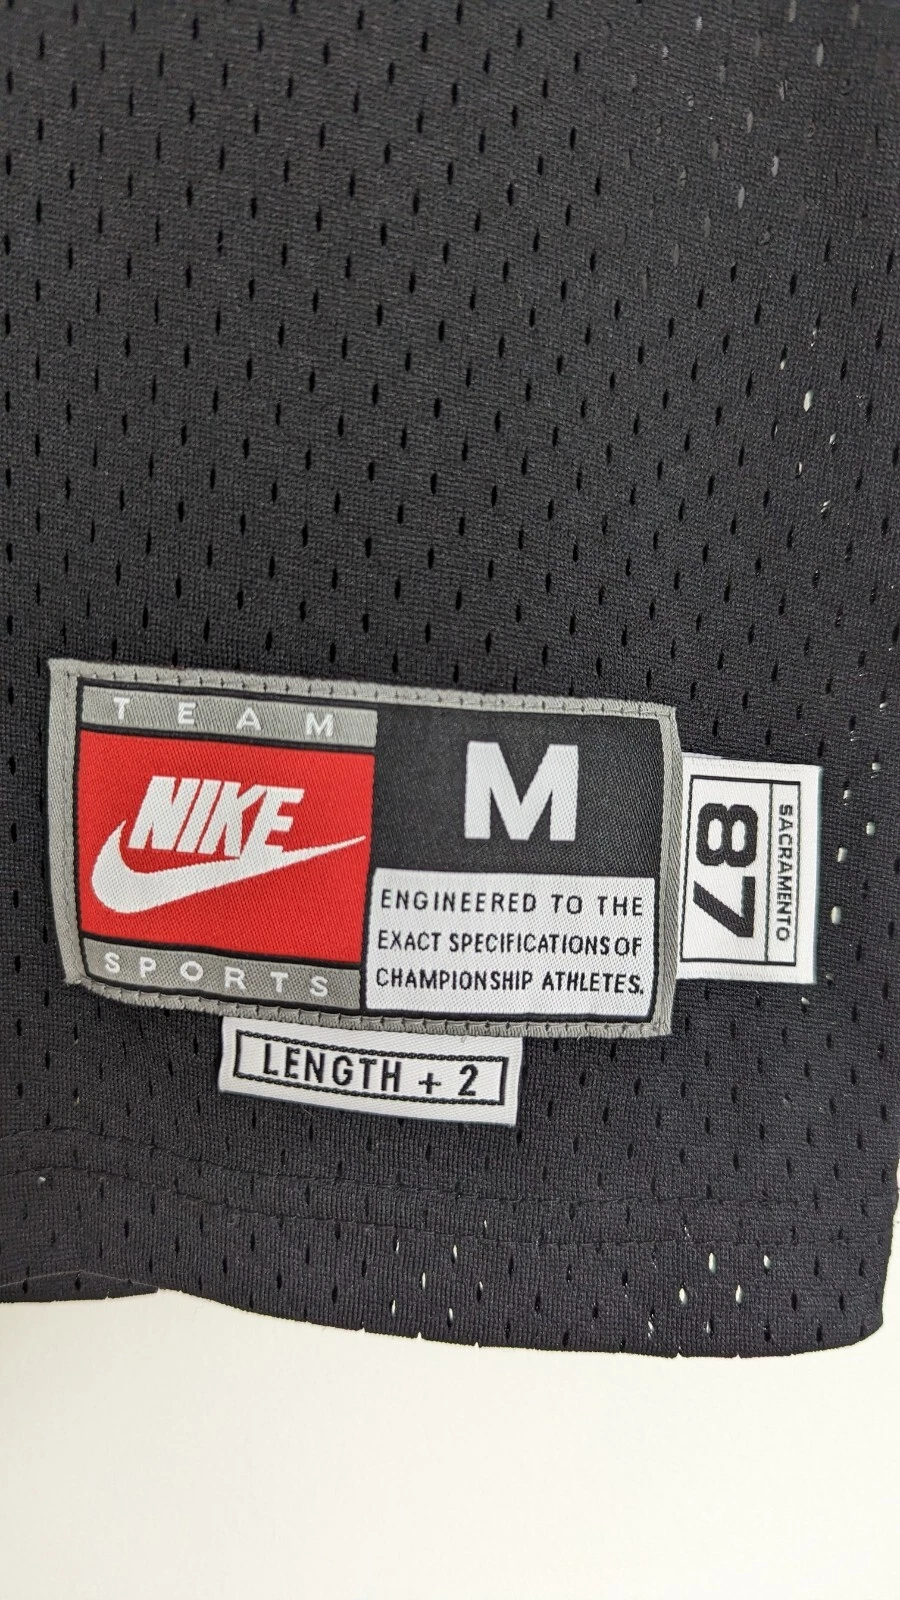 TEAM
NIKE
SPORTS
M
ENGINEERED TO THE
EXACT SPECIFICATIONS OF
CHAMPIONSHIP ATHLETES.
87
SACRAMENTO
LENGTH + 2